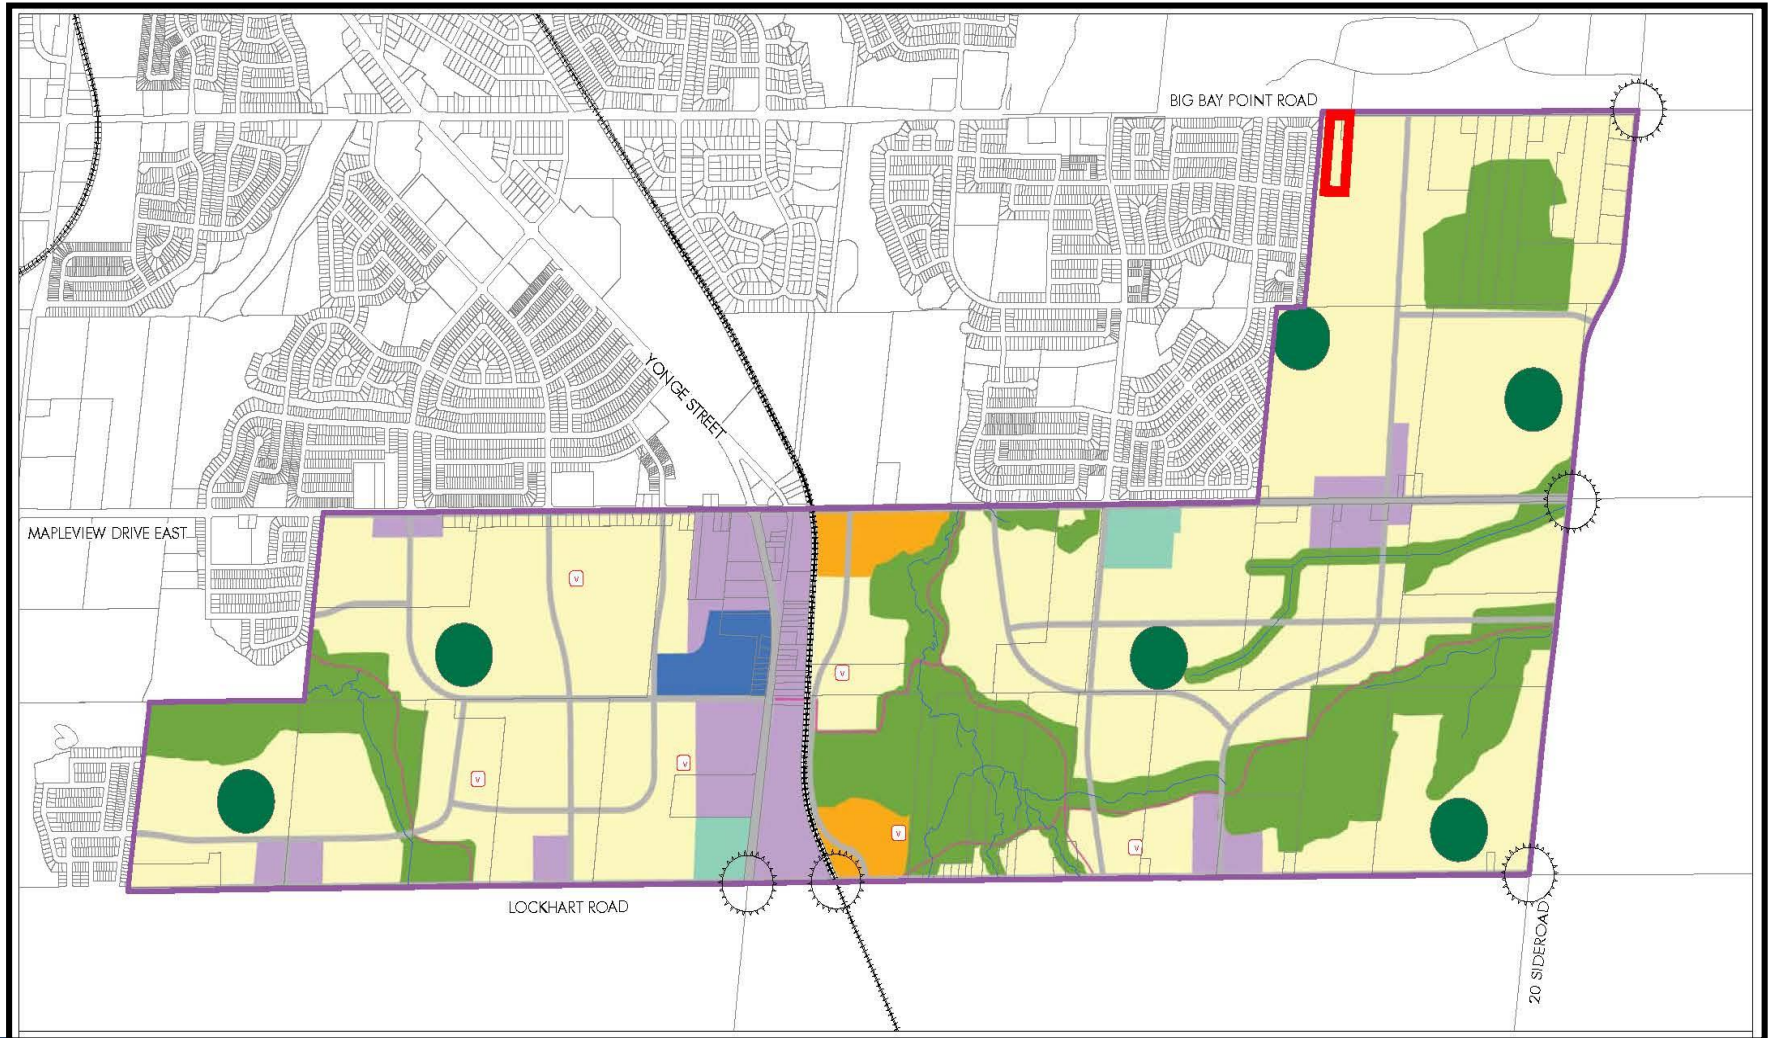 BIG BAY POINT ROAD
YONGE STREET
MAPLEVIEW DRIVE EAST
V
V
V
V
V
V
LOCKHART ROAD
20 SIDEROAD